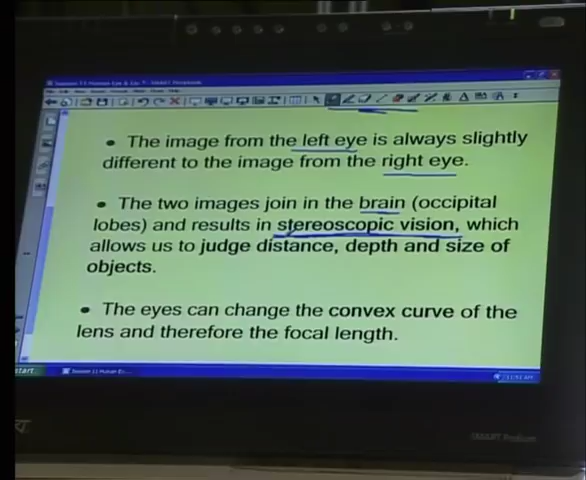 • The image from the left eye is always slightly
different to the image from the right eye.
• The two images join in the brain (occipital
lobes) and results in stereoscopic vision, which
allows us to judge distance, depth and size of
objects.
• The eyes can change the convex curve of the
lens and therefore the focal length.
start
SMART Podium